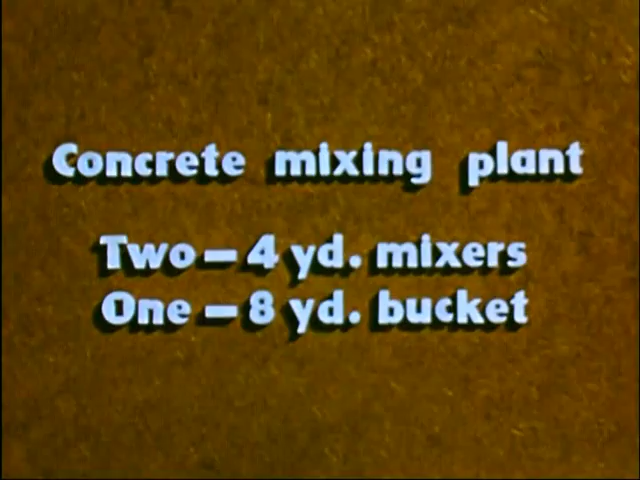 Concrete mixing plant
Two — 4 yd. mixers
One — 8 yd. bucket